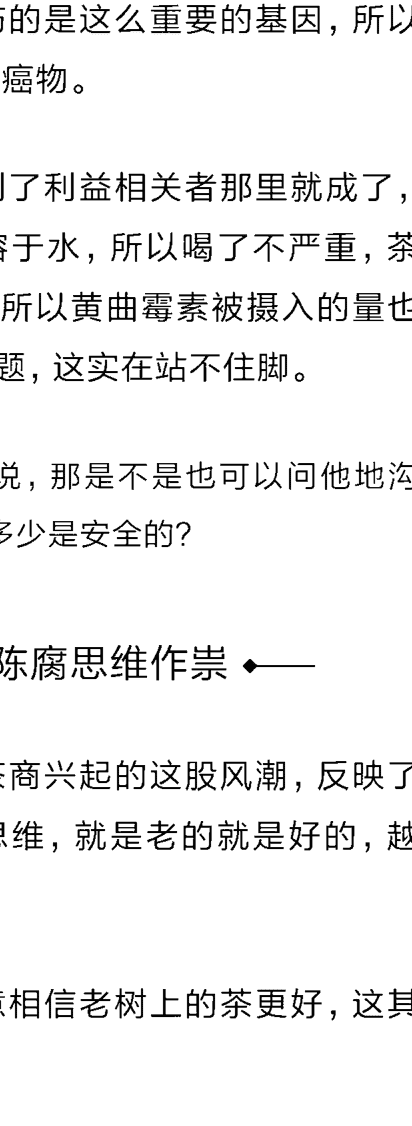 的是这么重要的基因，所以
癌物。
了利益相关者那里就成了，
于水，所以喝了不严重，茶
所以黄曲霉素被摄入的量也
题，这实在站不住脚。
说，那是不是也可以问他地沟
多少是安全的？
陈腐思维作祟
商兴起的这股风潮，反映了
思维，就是老的就是好的，越
相信老树上的茶更好，这其